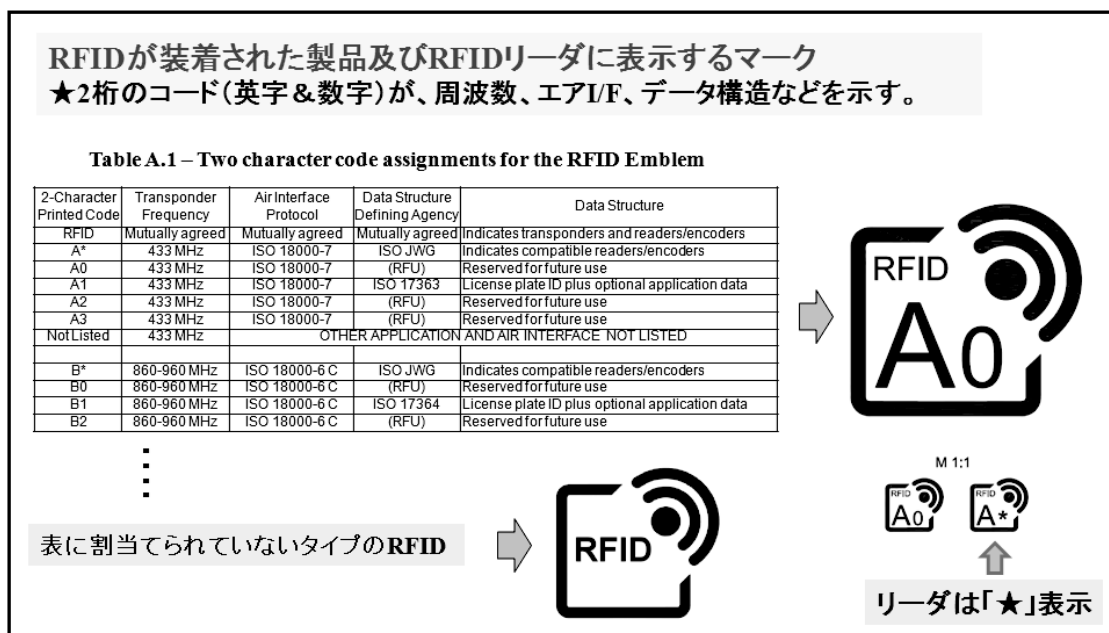 RFIDが装着された製品及びRFIDリーダに表示するマーク
★2桁のコード（英字＆数字）が、周波数、エアI/F、データ構造などを示す。
Table A.1 – Two character code assignments for the RFID Emblem
2-Character Printed Code Transponder Frequency Air Interface Protocol Data Structure Defining Agency Data Structure
RFID Mutually agreed Mutually agreed Mutually agreed Indicates transponders and readers/encoders
A* 433 MHz ISO 18000-7 ISO JWG Indicates compatible readers/encoders
A0 433 MHz ISO 18000-7 (RFU) Reserved for future use
A1 433 MHz ISO 18000-7 ISO 17363 License plate ID plus optional application data
A2 433 MHz ISO 18000-7 (RFU) Reserved for future use
A3 433 MHz ISO 18000-7 (RFU) Reserved for future use
Not Listed 433 MHz OTHER APPLICATION AND AIR INTERFACE NOT LISTED
B* 860-960 MHz ISO 18000-6 C ISO JWG Indicates compatible readers/encoders
B0 860-960 MHz ISO 18000-6 C (RFU) Reserved for future use
B1 860-960 MHz ISO 18000-6 C ISO 17364 License plate ID plus optional application data
B2 860-960 MHz ISO 18000-6 C (RFU) Reserved for future use
RFID
A0
M 1:1
RFID RFID
A0 A*
表に割当てられていないタイプのRFID
RFID
リーダは「★」表示